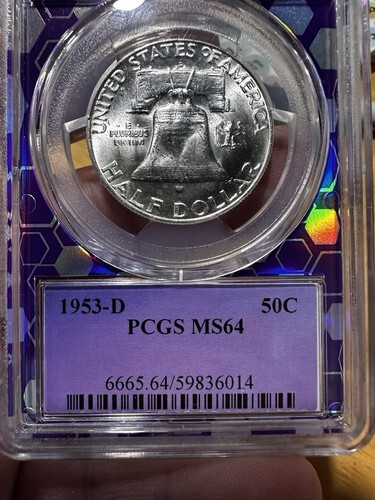 UNITED STATES OF AMERICA
E
PLURIBUS
UNUM
HALF DOLLAR
1953-D 50C
PCGS MS64
6665.64/59836014